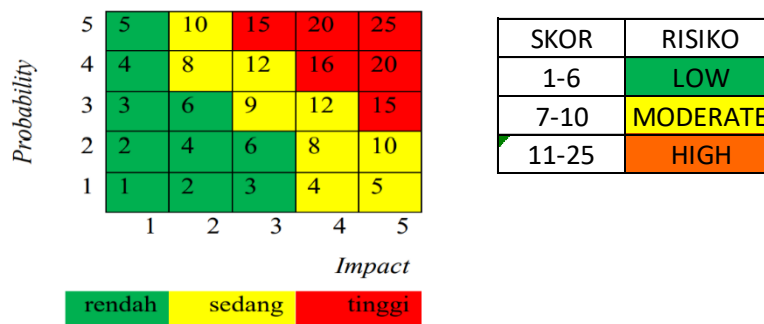 5 5 10 15 20 25
4 4 8 12 16 20
3 3 6 9 12 15
2 2 4 6 8 10
1 1 2 3 4 5
1 2 3 4 5
Probability
Impact
rendah sedang tinggi
SKOR RISIKO
1-6 LOW
7-10 MODERATE
11-25 HIGH